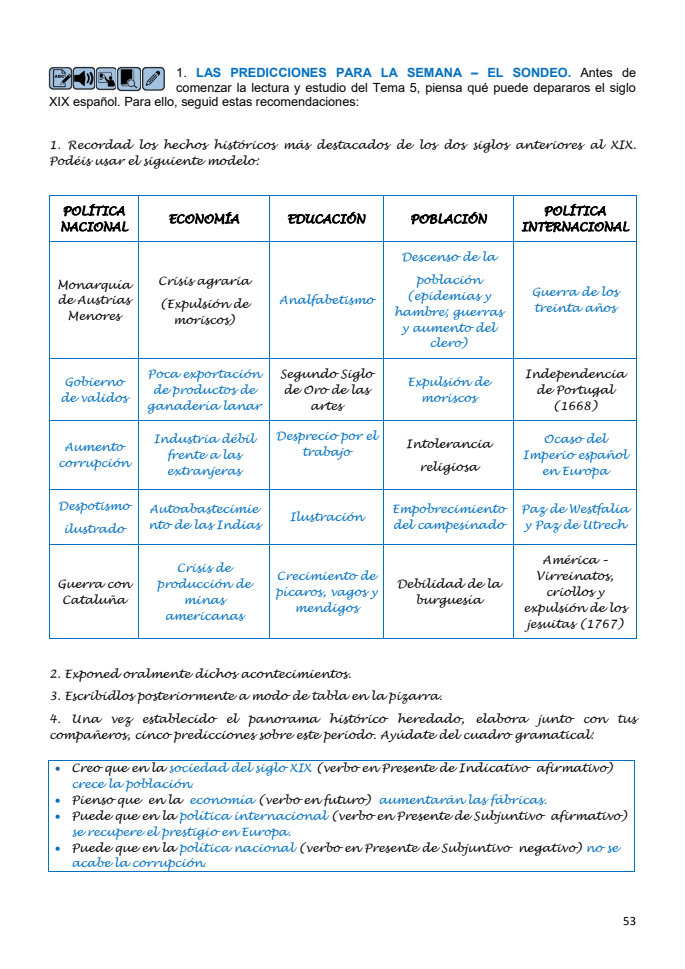 1. LAS PREDICCIONES PARA LA SEMANA – EL SONDEO. Antes de
comenzar la lectura y estudio del Tema 5, piensa qué puede depararos el siglo
XIX español. Para ello, seguid estas recomendaciones:
1. Recordad los hechos históricos más destacados de los dos siglos anteriores al XIX.
Podéis usar el siguiente modelo:
POLÍTICA
NACIONAL
ECONOMÍA
EDUCACIÓN
POBLACIÓN
POLÍTICA
INTERNACIONAL
Monarquía
de Austrias
Menores
Crisis agraria
(Expulsión de
moriscos)
Analfabetismo
Descenso de la
población
(epidemias y
hambre; guerras
y aumento del
clero)
Guerra de los
treinta años
Gobierno
de validos
Poca exportación
de productos de
ganadería lanar
Segundo Siglo
de Oro de las
artes
Expulsión de
moriscos
Independencia
de Portugal
(1668)
Aumento
corrupción
Industria débil
frente a las
extranjeras
Desprecio por el
trabajo
Intolerancia
religiosa
Ocaso del
Imperio español
en Europa
Despotismo
ilustrado
Autoabastecimie
nto de las Indias
Ilustración
Empobrecimiento
del campesinado
Paz de Westfalia
y Paz de Utrech
Guerra con
Cataluña
Crisis de
producción de
minas
americanas
Crecimiento de
pícaros, vagos y
mendigos
Debilidad de la
burguesía
América –
Virreinatos,
criollos y
expulsión de los
jesuitas (1767)
2. Exponed oralmente dichos acontecimientos.
3. Escribidlos posteriormente a modo de tabla en la pizarra.
4. Una vez establecido el panorama histórico heredado, elabora junto con tus
compañeros, cinco predicciones sobre este período. Ayúdate del cuadro gramatical:
• Creo que en la sociedad del siglo XIX (verbo en Presente de Indicativo afirmativo)
crece la población.
• Pienso que en la economía (verbo en futuro) aumentarán las fábricas.
• Puede que en la política internacional (verbo en Presente de Subjuntivo afirmativo)
se recupere el prestigio en Europa.
• Puede que en la política nacional (verbo en Presente de Subjuntivo negativo) no se
acabe la corrupción.
53